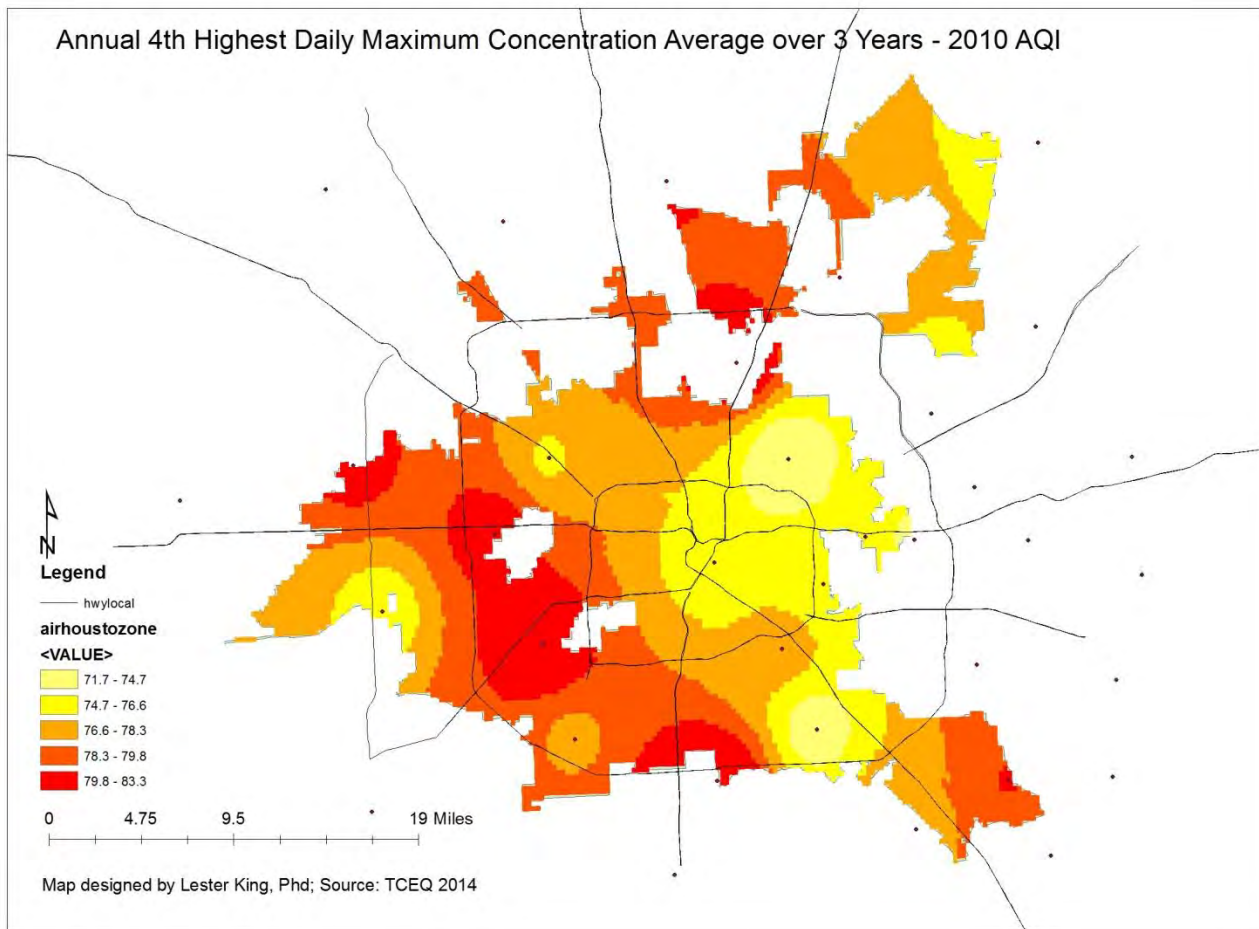 Annual 4th Highest Daily Maximum Concentration Average over 3 Years - 2010 AQI
N
Legend
hwylocal
airhoustozone
<VALUE>
71.7 - 74.7
74.7 - 76.6
76.6 - 78.3
78.3 - 79.8
79.8 - 83.3
0 4.75 9.5 19 Miles
Map designed by Lester King, Phd; Source: TCEQ 2014